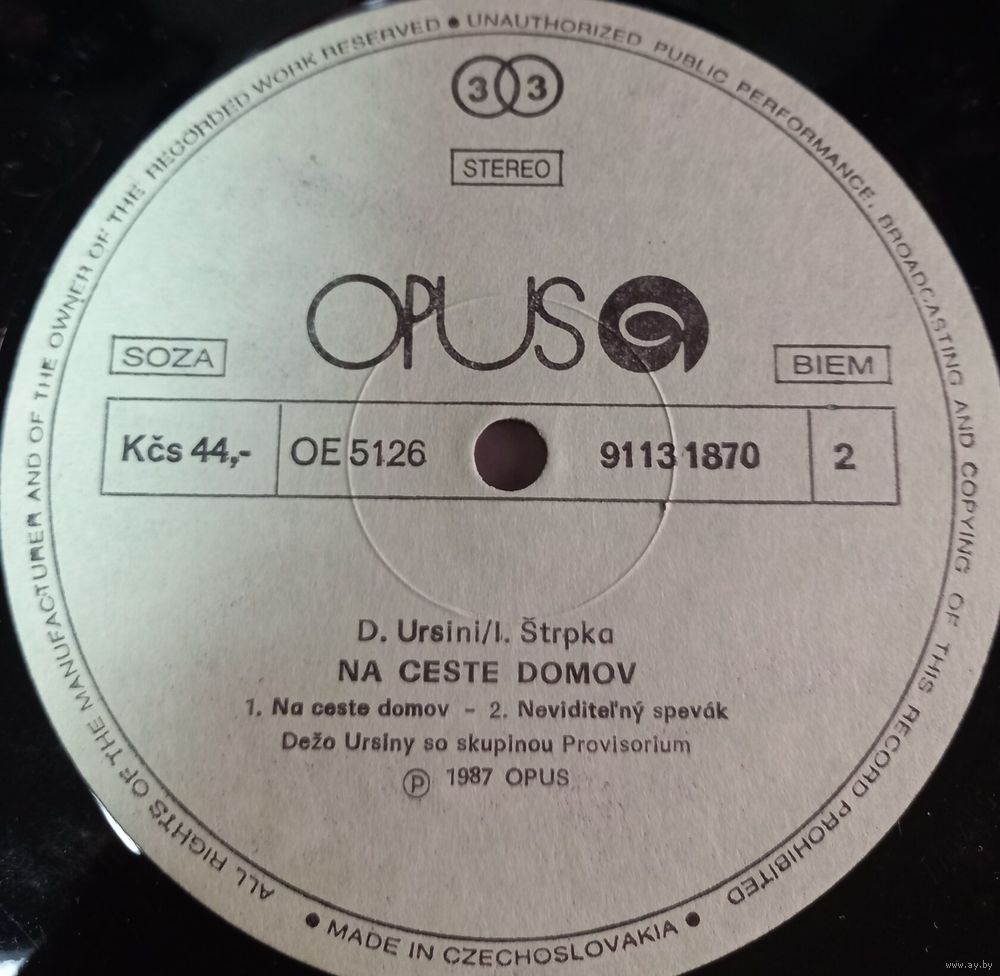 ALL RIGHTS OF THE MANUFACTURER AND OF THE OWNER OF THE RECORDED WORK RESERVED • UNAUTHORIZED PUBLIC PERFORMANCE, BROADCASTING AND COPYING OF THIS RECORD PROHIBITED
33
STEREO
OPUS
SOZA
BIEM
Kčs 44,- OE 5126 9113 1870 2
D. Ursini/I. Štrpka
NA CESTE DOMOV
1. Na ceste domov – 2. Neviditeľný spevák
Dežo Ursiny so skupinou Provisorium
Ⓟ 1987 OPUS
• MADE IN CZECHOSLOVAKIA •
www.ay.by